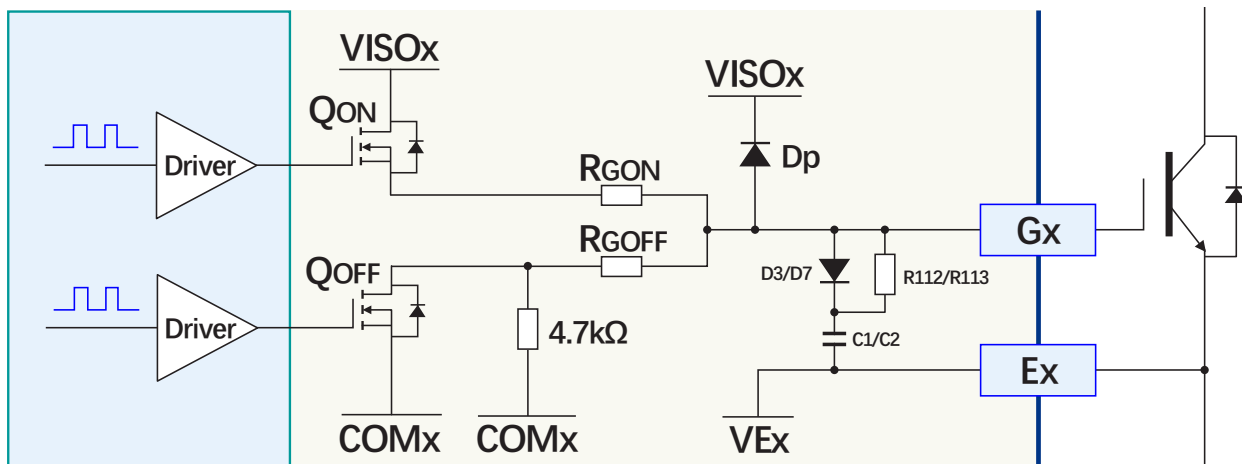 VISOx
QON
Driver
VISOx
Dp
RGON
RGOFF
Gx
D3/D7
R112/R113
QOFF
Driver
4.7kΩ
C1/C2
Ex
COMx
COMx
VEx